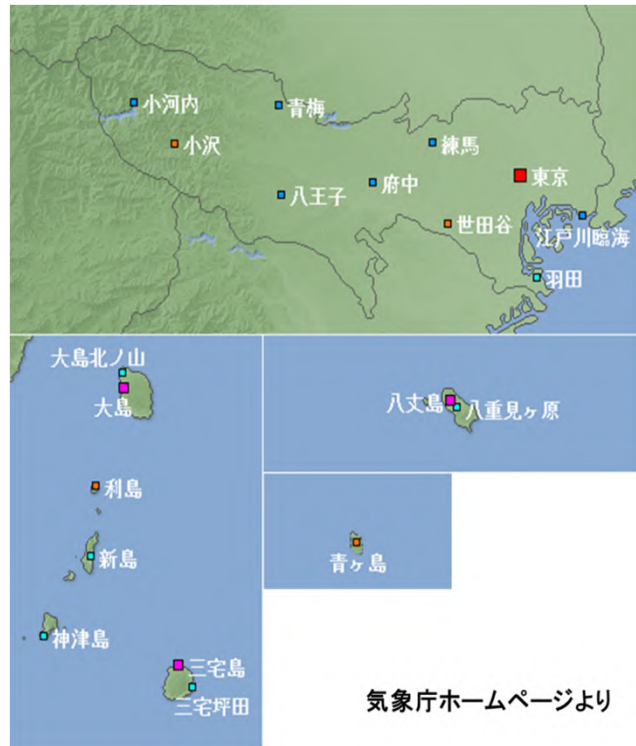 小河内
青梅
小沢
練馬
東京
府中
八王子
世田谷
江戸川臨海
羽田
大島北ノ山
大島
利島
新島
神津島
三宅島
三宅坪田
八丈島
八重見ヶ原
青ヶ島
気象庁ホームページより